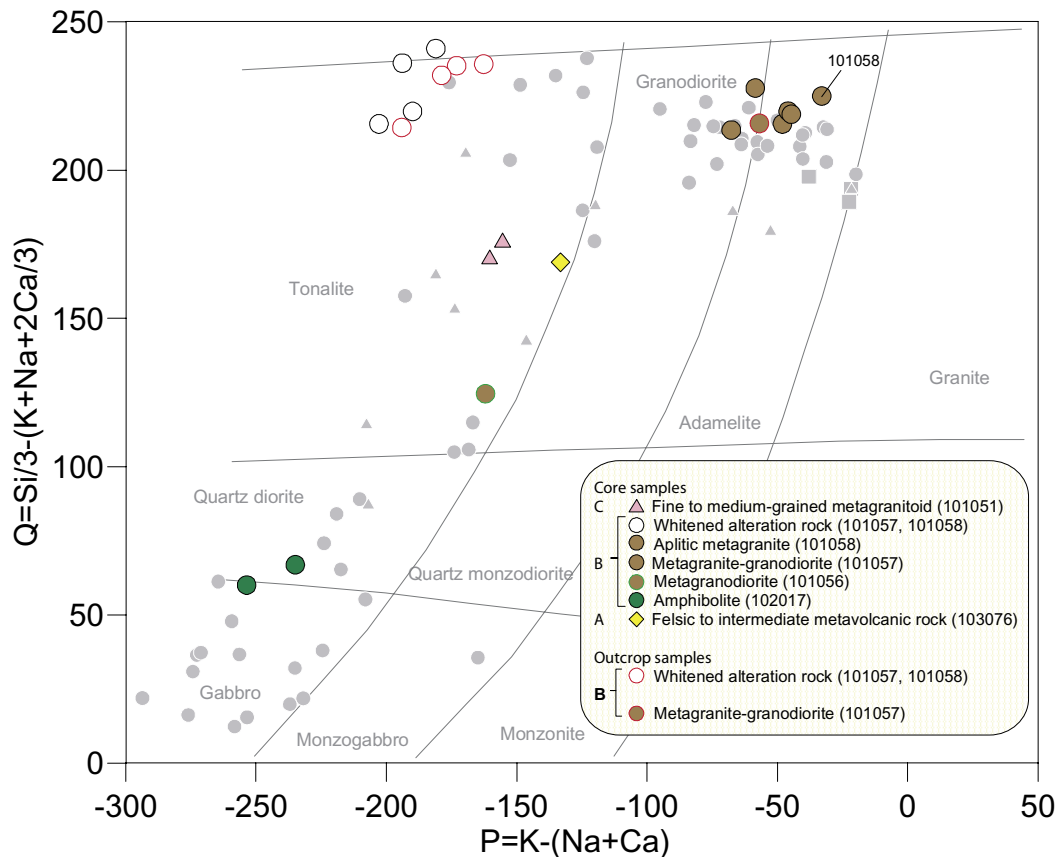 Q=Si/3-(K+Na+2Ca/3)
250
200
150
100
50
0
-300
-250
-200
-150
-100
-50
0
50
P=K-(Na+Ca)
101058
Granodiorite
Tonalite
Granite
Adamelite
Quartz diorite
Quartz monzodiorite
Gabbro
Monzogabbro
Monzonite
Core samples
C Fine to medium-grained metagranitoid (101051)
Whitened alteration rock (101057, 101058)
Aplitic metagranite (101058)
B Metagranite-granodiorite (101057)
Metagranodiorite (101056)
Amphibolite (102017)
A Felsic to intermediate metavolcanic rock (103076)
Outcrop samples
Whitened alteration rock (101057, 101058)
B
Metagranite-granodiorite (101057)